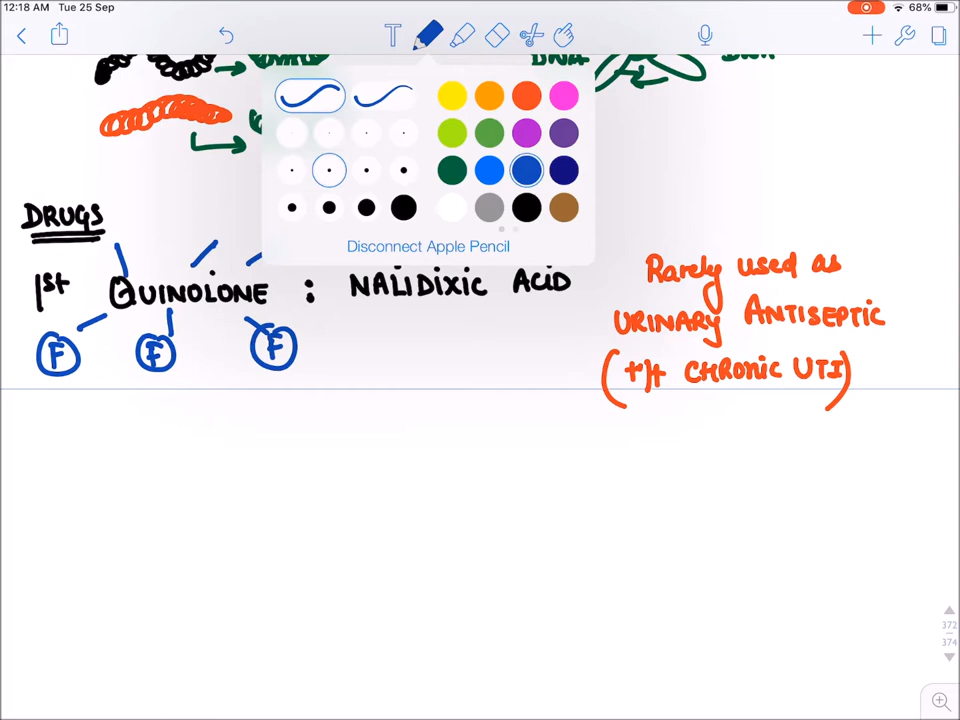 12:18 AM Tue 25 Sep 68%
T
DNA
DRUGS
Disconnect Apple Pencil
1st QUINOLONE : NALIDIXIC ACID
F F F
Rarely used as
URINARY ANTISEPTIC
CHRONIC UTI)
372
374